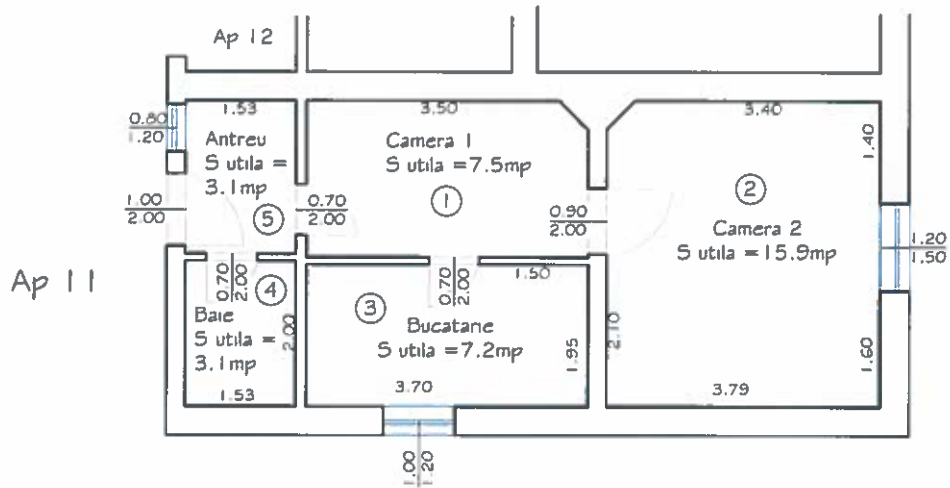 Ap 12
1.53
3.50
3.40
0.80
1.20
Antreu
S utila =
3.1mp
Camera 1
S utila =7.5mp
1.40
1.00
2.00
5
0.70
2.00
1
0.90
2.00
2
Camera 2
S utila =15.9mp
1.20
1.50
Ap 11
0.70
2.00
4
0.70
2.00
1.50
Baie
S utila =
3.1mp
2.00
3
Bucatarie
S utila =7.2mp
1.95
2.10
1.60
1.53
3.70
3.79
1.00
1.20